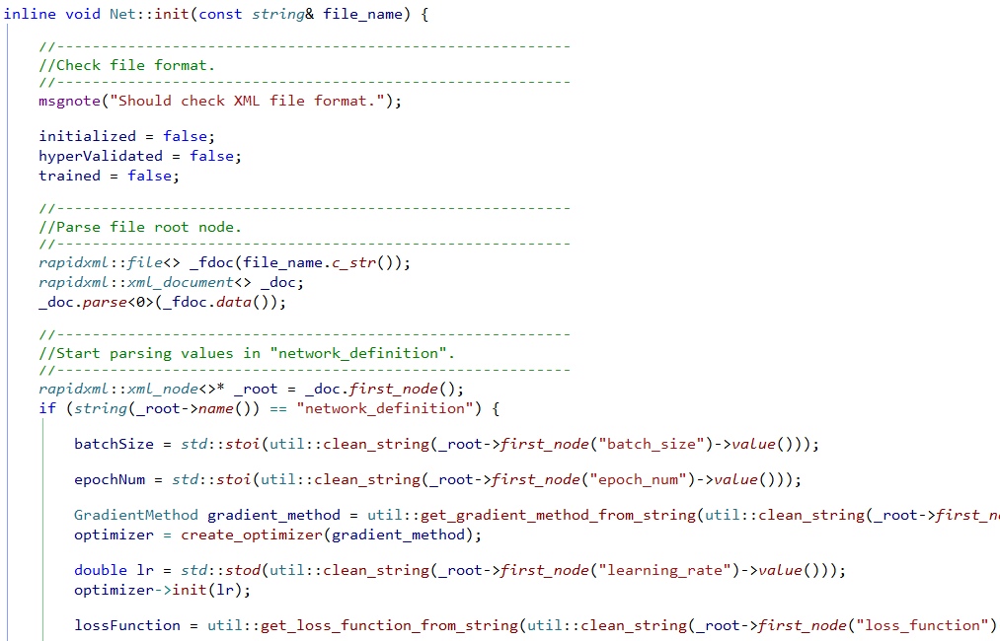 inline void Net::init(const string& file_name) {
//----------------------------------------------------------
//Check file format.
//----------------------------------------------------------
msgnote("Should check XML file format.");
initialized = false;
hyperValidated = false;
trained = false;
//----------------------------------------------------------
//Parse file root node.
//----------------------------------------------------------
rapidxml::file<> _fdoc(file_name.c_str());
rapidxml::xml_document<> _doc;
_doc.parse<0>(_fdoc.data());
//----------------------------------------------------------
//Start parsing values in "network_definition".
//----------------------------------------------------------
rapidxml::xml_node<>* _root = _doc.first_node();
if (string(_root->name()) == "network_definition") {
batchSize = std::stoi(util::clean_string(_root->first_node("batch_size")->value()));
epochNum = std::stoi(util::clean_string(_root->first_node("epoch_num")->value()));
GradientMethod gradient_method = util::get_gradient_method_from_string(util::clean_string(_root->first_n
optimizer = create_optimizer(gradient_method);
double lr = std::stod(util::clean_string(_root->first_node("learning_rate")->value()));
optimizer->init(lr);
lossFunction = util::get_loss_function_from_string(util::clean_string(_root->first_node("loss_function")